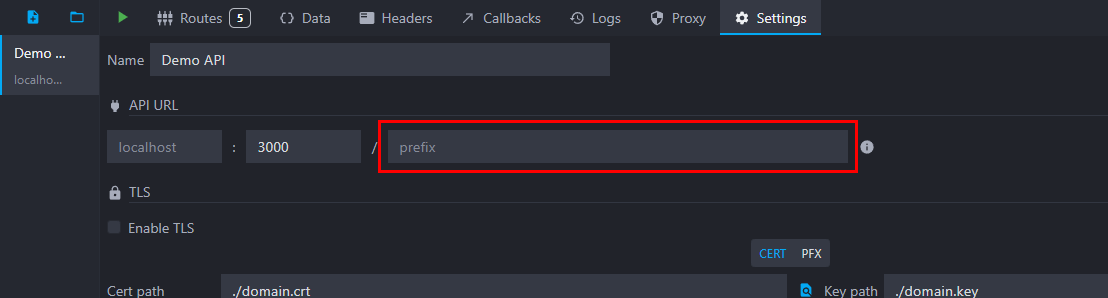 Routes 5 Data Headers Callbacks Logs Proxy Settings
Demo ...
localho...
Name Demo API
API URL
localhost : 3000 / prefix
TLS
Enable TLS
CERT PFX
Cert path ./domain.crt Key path ./domain.key